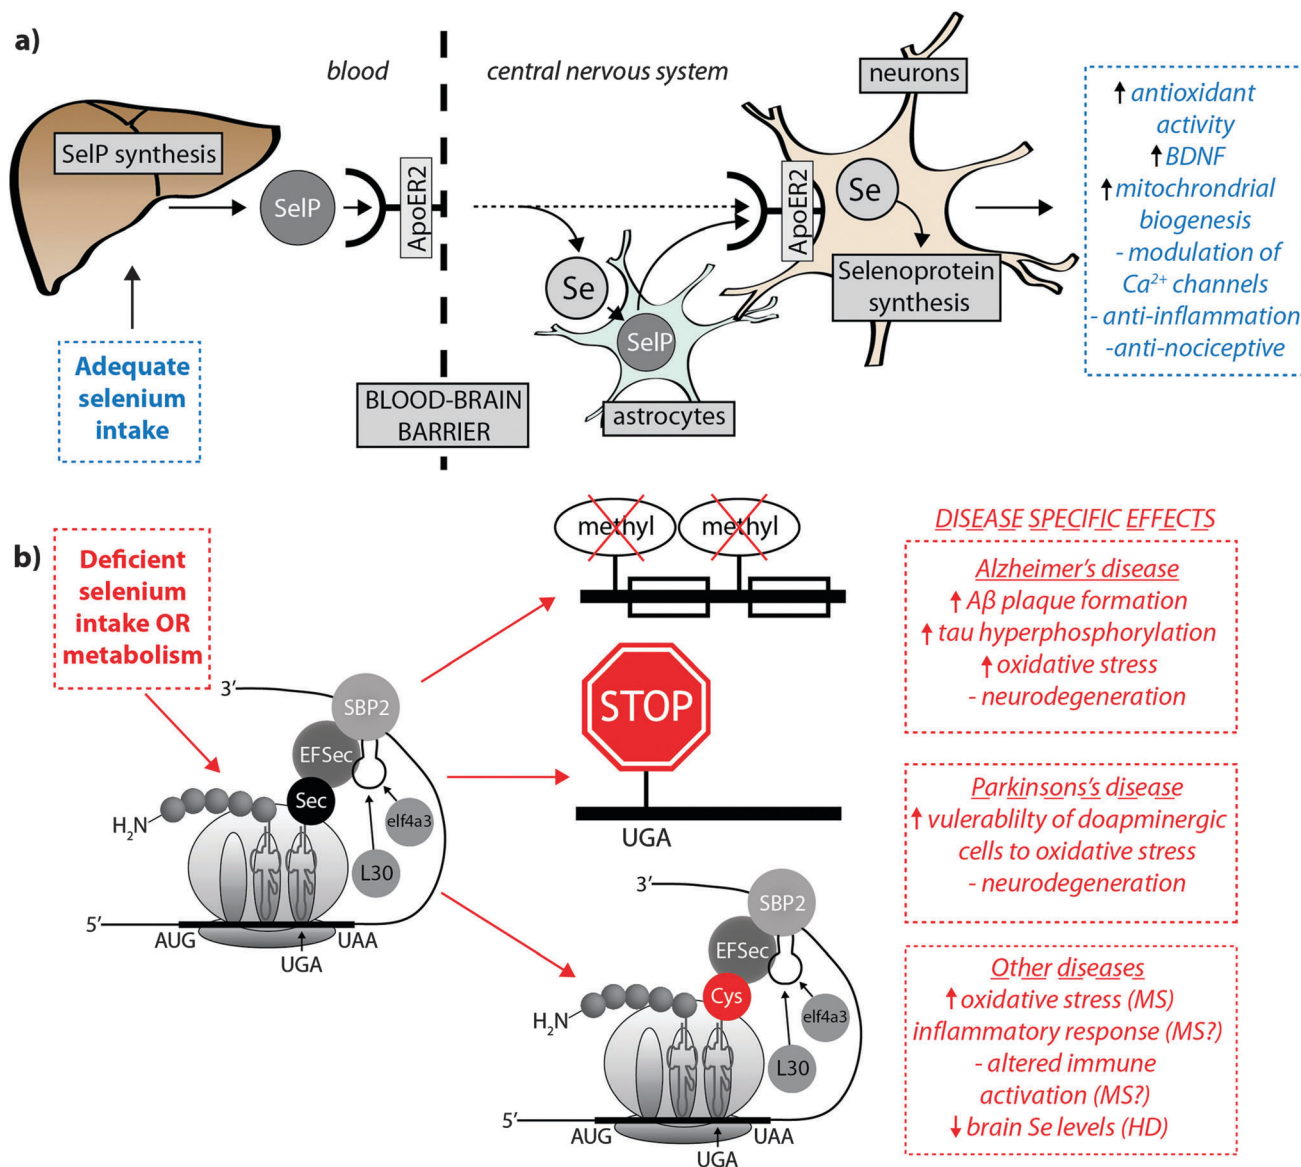 a)
blood
central nervous system
neurons
SelP synthesis
SelP
ApoER2
Se
SelP
astrocytes
ApoER2
Se
Selenoprotein
synthesis
BLOOD-BRAIN
BARRIER
Adequate
selenium
intake
↑ antioxidant
activity
↑ BDNF
↑ mitochrondrial
biogenesis
- modulation of
Ca²⁺ channels
- anti-inflammation
-anti-nociceptive
b)
Deficient
selenium
intake OR
metabolism
3’
SBP2
EFSec
Sec
elf4a3
L30
H₂N
5’
AUG
UGA
UAA
methyl
methyl
STOP
UGA
3’
SBP2
EFSec
Cys
elf4a3
L30
H₂N
5’
AUG
UGA
UAA
DISEASE SPECIFIC EFFECTS
Alzheimer’s disease
↑ Aβ plaque formation
↑ tau hyperphosphorylation
↑ oxidative stress
- neurodegeneration
Parkinsons’s disease
↑ vulerablilty of doapminergic
cells to oxidative stress
- neurodegeneration
Other diseases
↑ oxidative stress (MS)
inflammatory response (MS?)
- altered immune
activation (MS?)
↓ brain Se levels (HD)